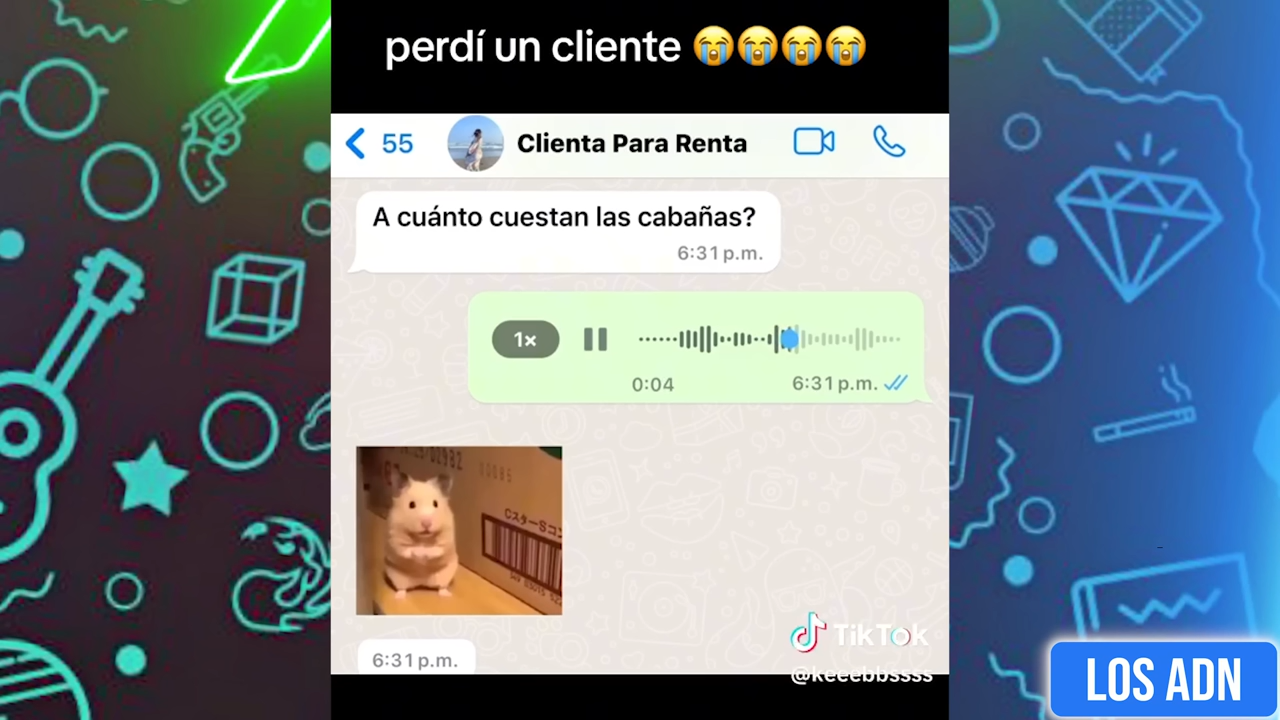 perdí un cliente 😭😭😭😭
55
Clienta Para Renta
A cuánto cuestan las cabañas?
6:31 p.m.
1x
0:04
6:31 p.m.
6:31 p.m.
TikTok
@keeebbssss
LOS ADN